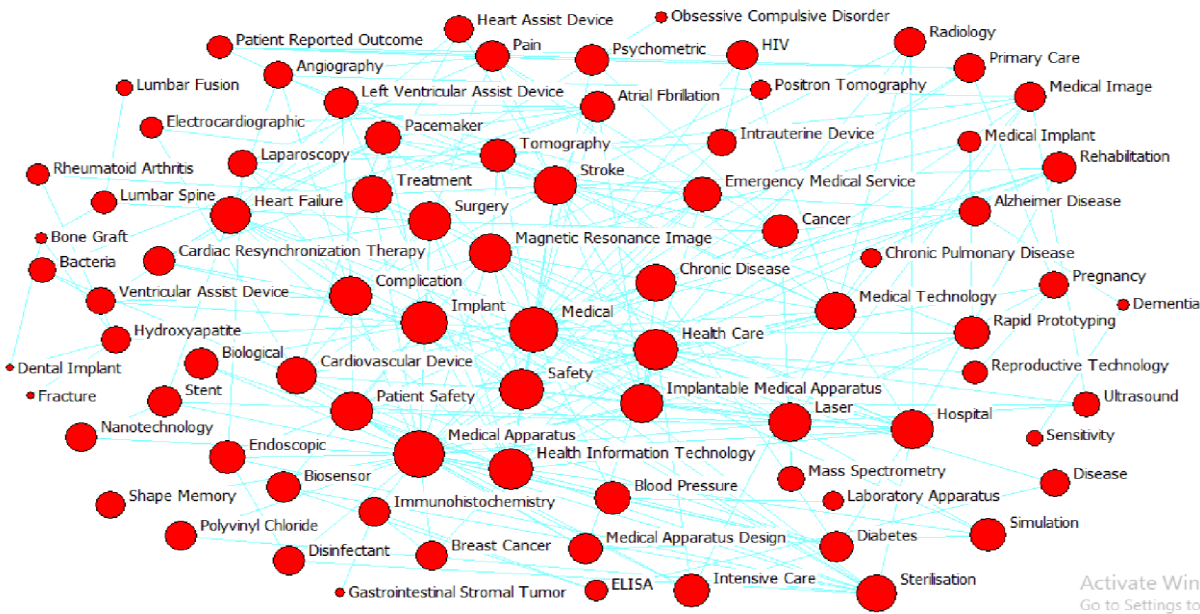 Heart Assist Device
Obsessive Compulsive Disorder
Patient Reported Outcome
Pain
Psychometric
HIV
Radiology
Angiography
Primary Care
Lumbar Fusion
Left Ventricular Assist Device
Atrial Fbrilation
Positron Tomography
Medical Image
Electrocardiographic
Pacemaker
Tomography
Intrauterine Device
Medical Implant
Rheumatoid Arthritis
Laparoscopy
Treatment
Stroke
Emergency Medical Service
Rehabilitation
Lumbar Spine
Heart Failure
Surgery
Cancer
Alzheimer Disease
Bone Graft
Cardiac Resynchronization Therapy
Magnetic Resonance Image
Chronic Pulmonary Disease
Bacteria
Complication
Chronic Disease
Pregnancy
Ventricular Assist Device
Implant
Medical
Medical Technology
Dementia
Hydroxyapatite
Health Care
Rapid Prototyping
Dental Implant
Biological
Cardiovascular Device
Safety
Reproductive Technology
Fracture
Stent
Patient Safety
Implantable Medical Apparatus
Laser
Hospital
Ultrasound
Nanotechnology
Endoscopic
Medical Apparatus
Health Information Technology
Sensitivity
Biosensor
Mass Spectrometry
Disease
Shape Memory
Immunohistochemistry
Blood Pressure
Laboratory Apparatus
Polyvinyl Chloride
Simulation
Disinfectant
Breast Cancer
Medical Apparatus Design
Diabetes
Gastrointestinal Stromal Tumor
ELISA
Intensive Care
Sterilisation
Activate Win
Go to Settings to